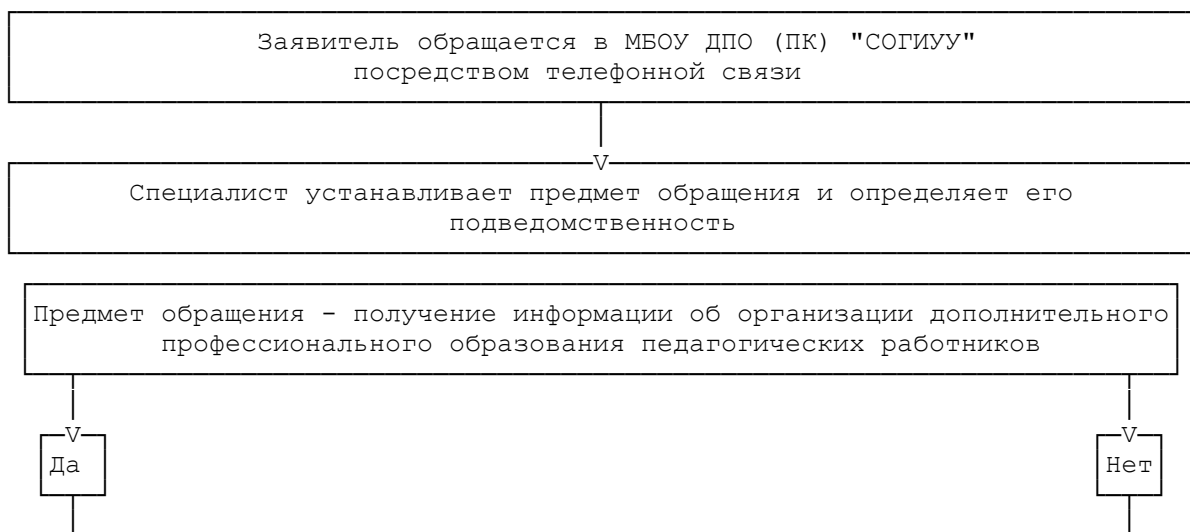 Заявитель обращается в МБОУ ДПО (ПК) "СОГИУУ"
посредством телефонной связи
V
Специалист устанавливает предмет обращения и определяет его
подведомственность
Предмет обращения - получение информации об организации дополнительного
профессионального образования педагогических работников
V V
Да Нет